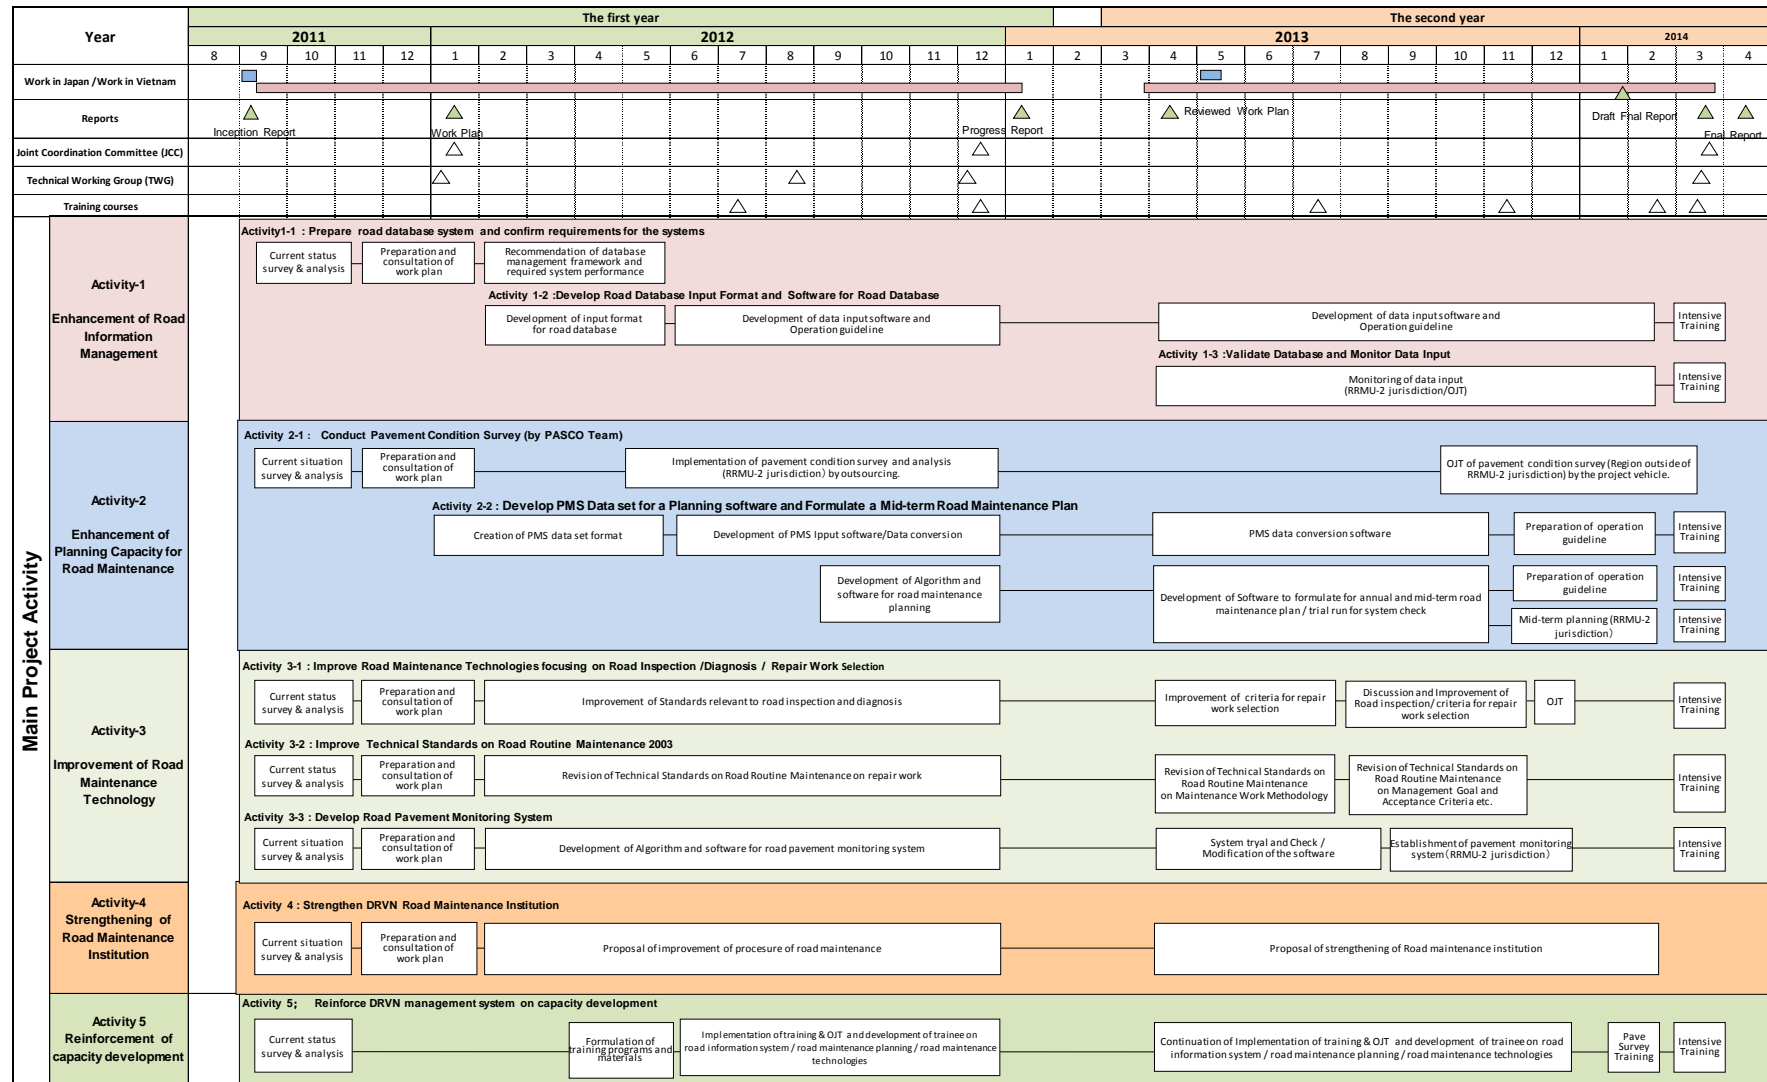 Year
The first year
The second year
2011
2012
2013
2014
8 9 10 11 12 1 2 3 4 5 6 7 8 9 10 11 12 1 2 3 4 5 6 7 8 9 10 11 12 1 2 3 4
Work in Japan /Work in Vietnam
Reports
Inception Report
Work Plan
Progress Report
Reviewed Work Plan
Draft Fnal Report
Fnal Report
Joint Coordination Committee (JCC)
Technical Working Group (TWG)
Training courses
Main Project Activity
Activity-1
Enhancement of Road
Information
Management
Activity1-1 : Prepare road database system and confirm requirements for the systems
Current status
survey & analysis
Preparation and
consultation of
work plan
Recommendation of database
management framework and
required system performance
Activity 1-2 :Develop Road Database Input Format and Software for Road Database
Development of input format
for road database
Development of data input software and
Operation guideline
Development of data input software and
Operation guideline
Intensive
Training
Activity 1-3 :Validate Database and Monitor Data Input
Monitoring of data input
(RRMU-2 jurisdiction/OJT)
Intensive
Training
Activity-2
Enhancement of
Planning Capacity for
Road Maintenance
Activity 2-1 : Conduct Pavement Condition Survey (by PASCO Team)
Current situation
survey & analysis
Preparation and
consultation of
work plan
Implementation of pavement condition survey and analysis
(RRMU-2 jurisdiction) by outsourcing.
OJT of pavement condition survey (Region outside of
RRMU-2 jurisdiction) by the project vehicle.
Activity 2-2 : Develop PMS Data set for a Planning software and Formulate a Mid-term Road Maintenance Plan
Creation of PMS data set format
Development of PMS Ipput software/Data conversion
PMS data conversion software
Preparation of operation
guideline
Intensive
Training
Development of Algorithm and
software for road maintenance
planning
Development of Software to formulate for annual and mid-term road
maintenance plan / trial run for system check
Preparation of operation
guideline
Intensive
Training
Mid-term planning (RRMU-2
jurisdiction)
Intensive
Training
Activity-3
Improvement of Road
Maintenance
Technology
Activity 3-1 : Improve Road Maintenance Technologies focusing on Road Inspection /Diagnosis / Repair Work Selection
Current status
survey & analysis
Preparation and
consultation of
work plan
Improvement of Standards relevant to road inspection and diagnosis
Improvement of criteria for repair
work selection
Discussion and Improvement of
Road inspection/ criteria for repair
work selection
OJT
Intensive
Training
Activity 3-2 : Improve Technical Standards on Road Routine Maintenance 2003
Current status
survey & analysis
Preparation and
consultation of
work plan
Revision of Technical Standards on Road Routine Maintenance on repair work
Revision of Technical Standards on
Road Routine Maintenance
on Maintenance Work Methodology
Revision of Technical Standards on
Road Routine Maintenance
on Management Goal and
Acceptance Criteria etc.
Intensive
Training
Activity 3-3 : Develop Road Pavement Monitoring System
Current situation
survey & analysis
Preparation and
consultation of
work plan
Development of Algorithm and software for road pavement monitoring system
System tryal and Check /
Modification of the software
Establishment of pavement monitoring
system (RRMU-2 jurisdiction)
Intensive
Training
Activity-4
Strengthening of
Road Maintenance
Institution
Activity 4 : Strengthen DRVN Road Maintenance Institution
Current situation
survey & analysis
Preparation and
consultation of
work plan
Proposal of improvement of procesure of road maintenance
Proposal of strengthening of Road maintenance institution
Activity 5
Reinforcement of
capacity development
Activity 5; Reinforce DRVN management system on capacity development
Current status
survey & analysis
Formulation of
training programs and
materials
Implementation of training & OJT and development of trainee on
road information system / road maintenance planning / road maintenance
technologies
Continuation of Implementation of training & OJT and development of trainee on road
information system / road maintenance planning / road maintenance technologies
Pave
Survey
Training
Intensive
Training